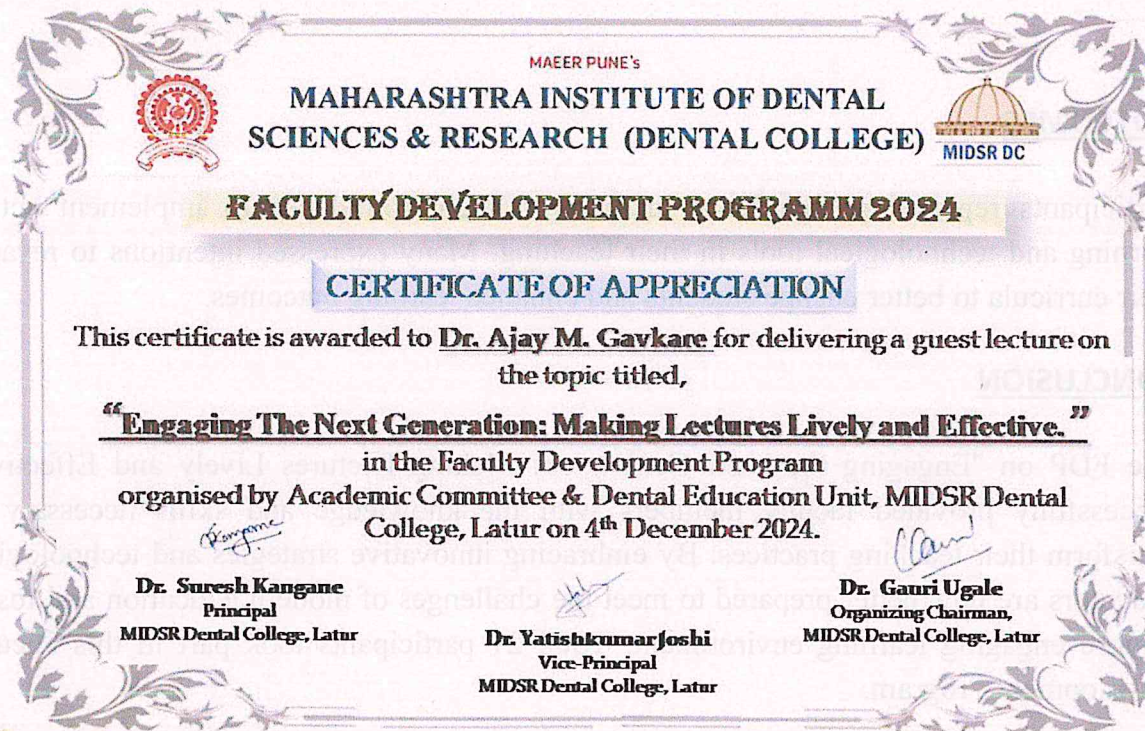 MAEER PUNE's
MAHARASHTRA INSTITUTE OF DENTAL
SCIENCES & RESEARCH (DENTAL COLLEGE)
MIDSR DC
FACULTY DEVELOPMENT PROGRAMM 2024
CERTIFICATE OF APPRECIATION
This certificate is awarded to Dr. Ajay M. Gavkare for delivering a guest lecture on
the topic titled,
“Engaging The Next Generation: Making Lectures Lively and Effective.”
in the Faculty Development Program
organised by Academic Committee & Dental Education Unit, MIDSR Dental
College, Latur on 4th December 2024.
Dr. Suresh Kangane
Principal
MIDSR Dental College, Latur
Dr. Yatishkumar Joshi
Vice-Principal
MIDSR Dental College, Latur
Dr. Gauri Ugale
Organizing Chairman,
MIDSR Dental College, Latur